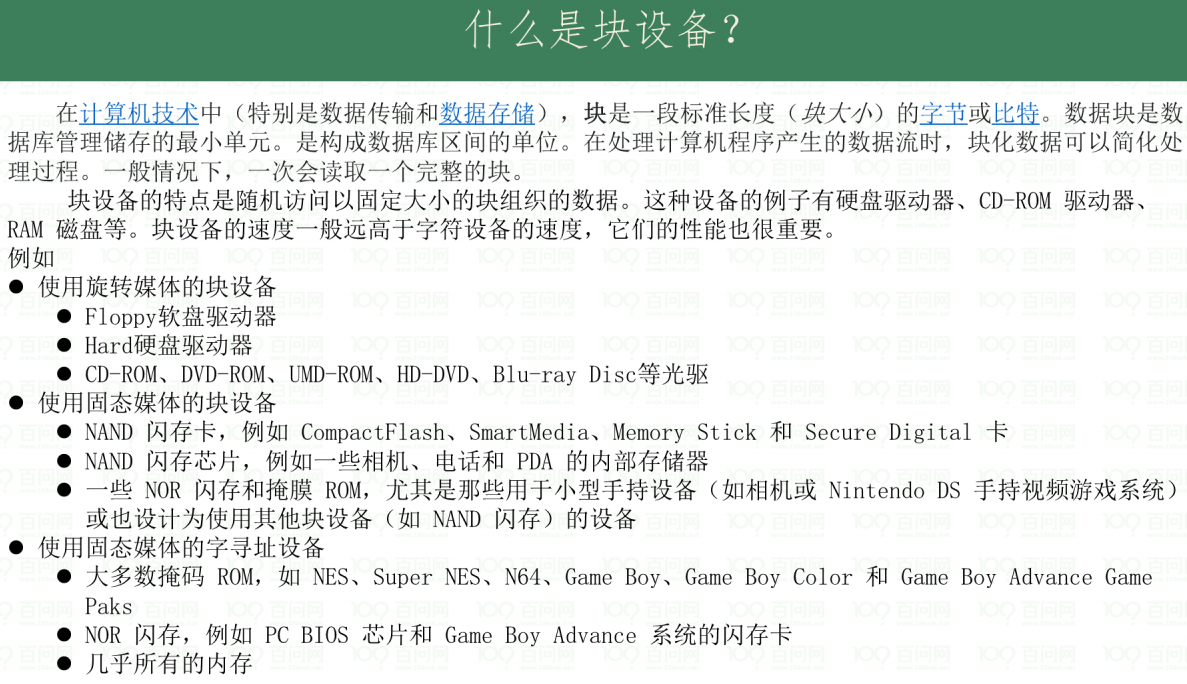 什么是块设备？
在计算机技术中（特别是数据传输和数据存储），块是一段标准长度（块大小）的字节或比特。数据块是数
据库管理储存的最小单元。是构成数据库区间的单位。在处理计算机程序产生的数据流时，块化数据可以简化处
理过程。一般情况下，一次会读取一个完整的块。
块设备的特点是随机访问以固定大小的块组织的数据。这种设备的例子有硬盘驱动器、CD-ROM 驱动器、
RAM 磁盘等。块设备的速度一般远高于字符设备的速度，它们的性能也很重要。
例如
● 使用旋转媒体的块设备
● Floppy软盘驱动器
● Hard硬盘驱动器
● CD-ROM、DVD-ROM、UMD-ROM、HD-DVD、Blu-ray Disc等光驱
● 使用固态媒体的块设备
● NAND 闪存卡，例如 CompactFlash、SmartMedia、Memory Stick 和 Secure Digital 卡
● NAND 闪存芯片，例如一些相机、电话和 PDA 的内部存储器
● 一些 NOR 闪存和掩膜 ROM，尤其是那些用于小型手持设备（如相机或 Nintendo DS 手持视频游戏系统）
或也设计为使用其他块设备（如 NAND 闪存）的设备
● 使用固态媒体的字寻址设备
● 大多数掩码 ROM，如 NES、Super NES、N64、Game Boy、Game Boy Color 和 Game Boy Advance Game
Paks
● NOR 闪存，例如 PC BIOS 芯片和 Game Boy Advance 系统的闪存卡
● 几乎所有的内存